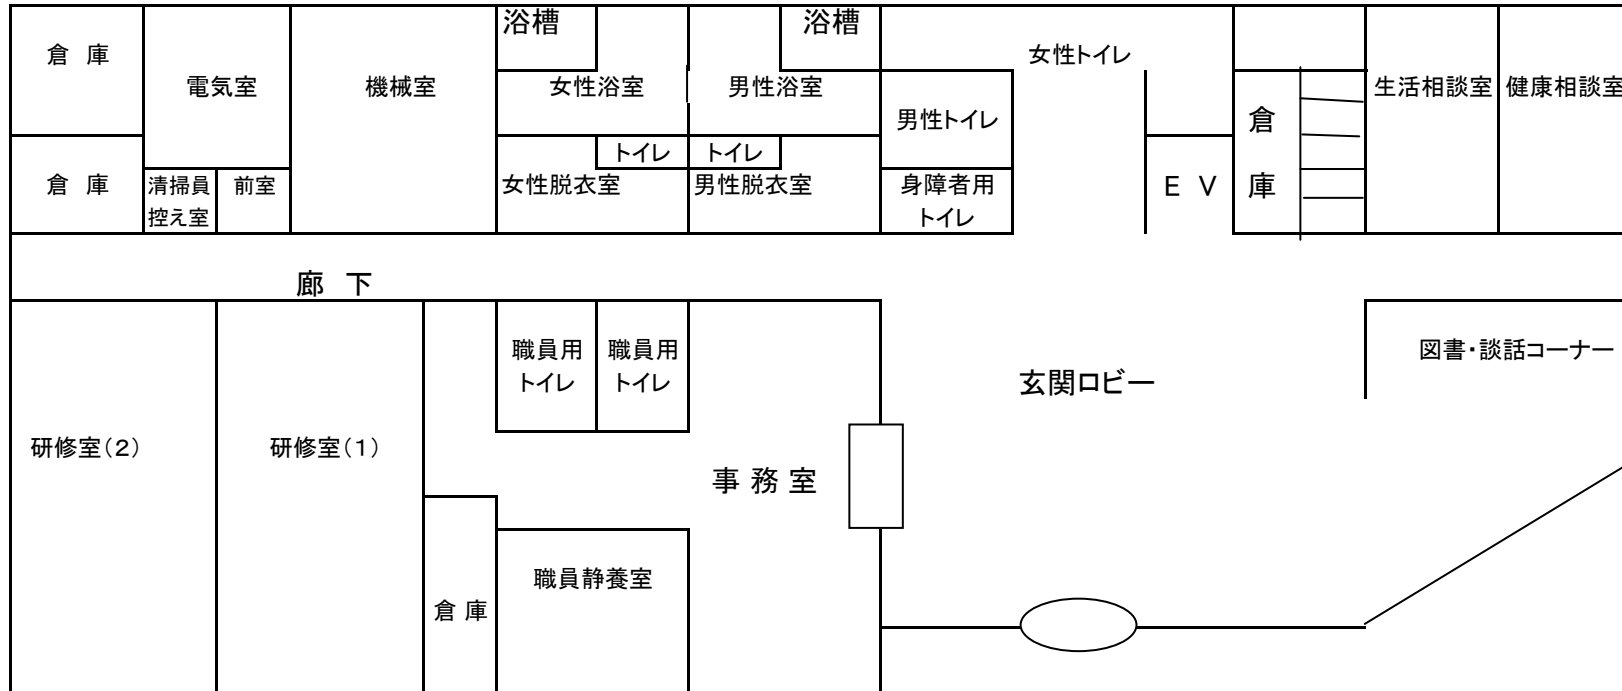 浴槽
浴槽
倉 庫
女性トイレ
電気室
機械室
女性浴室
男性浴室
生活相談室
健康相談室
男性トイレ
倉
庫
トイレ
トイレ
倉 庫
清掃員
控え室
前室
女性脱衣室
男性脱衣室
身障者用
トイレ
E V
廊 下
職員用
トイレ
職員用
トイレ
図書・談話コーナー
玄関ロビー
研修室(2)
研修室(1)
事 務 室
職員静養室
倉 庫